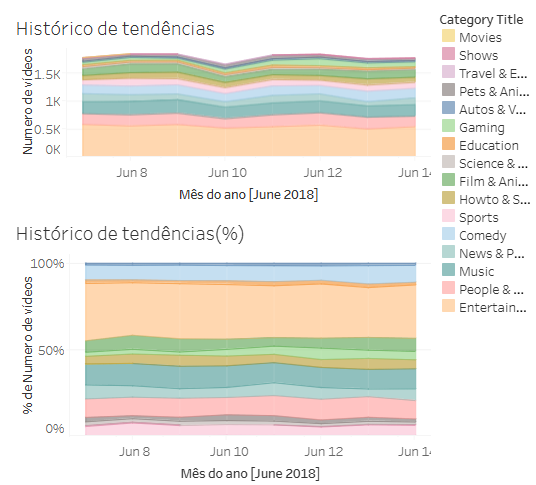 Histórico de tendências
Category Title
Movies
Shows
Travel & E...
Pets & Ani...
Autos & V...
Gaming
Education
Science & ...
Film & Ani...
Howto & S...
Sports
Comedy
News & P...
Music
People & ...
Entertain...
Numero de vídeos
1.5K
1K
0.5K
0K
Jun 8
Jun 10
Jun 12
Jun 14
Mês do ano [June 2018]
Histórico de tendências(%)
% de Numero de vídeos
100%
50%
0%
Jun 8
Jun 10
Jun 12
Jun 14
Mês do ano [June 2018]